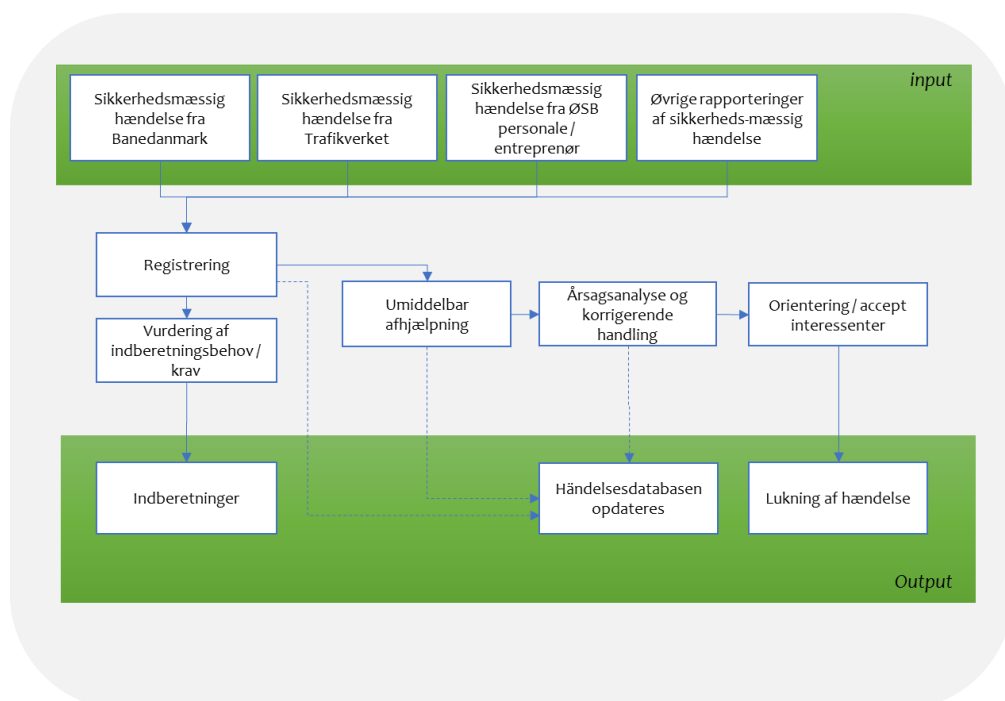 input
Sikkerhedsmæssig
hændelse fra
Banedanmark
Sikkerhedsmæssig
hændelse fra
Trafikverket
Sikkerhedsmæssig
hændelse fra ØSB
personale /
entreprenør
Øvrige rapporteringer
af sikkerheds-mæssig
hændelse
Registrering
Umiddelbar
afhjælpning
Årsagsanalyse og
korrigerende
handling
Orientering / accept
interessenter
Vurdering af
indberetningsbehov /
krav
Indberetninger
Händelsesdatabasen
opdateres
Lukning af hændelse
Output